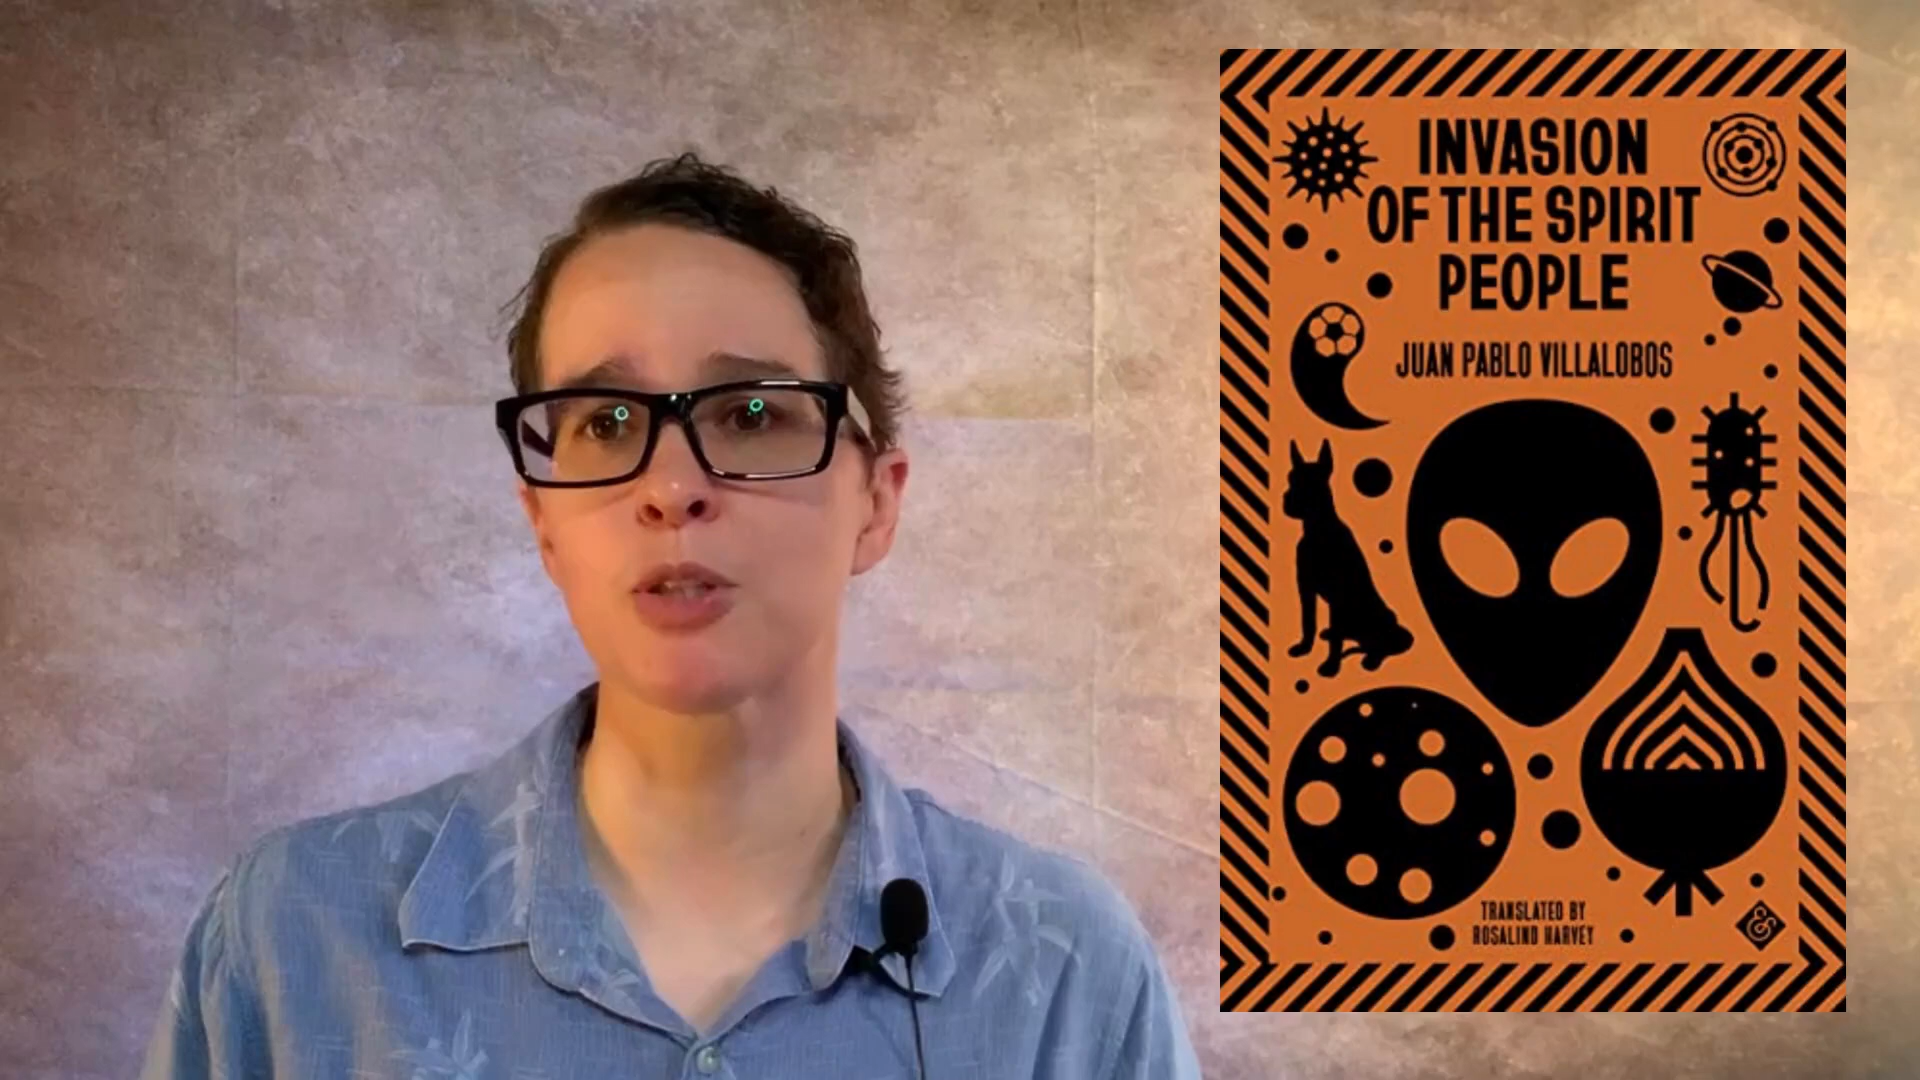 INVASION
OF THE SPIRIT
PEOPLE
JUAN PABLO VILLALOBOS
TRANSLATED BY
ROSALIND HARVEY
&